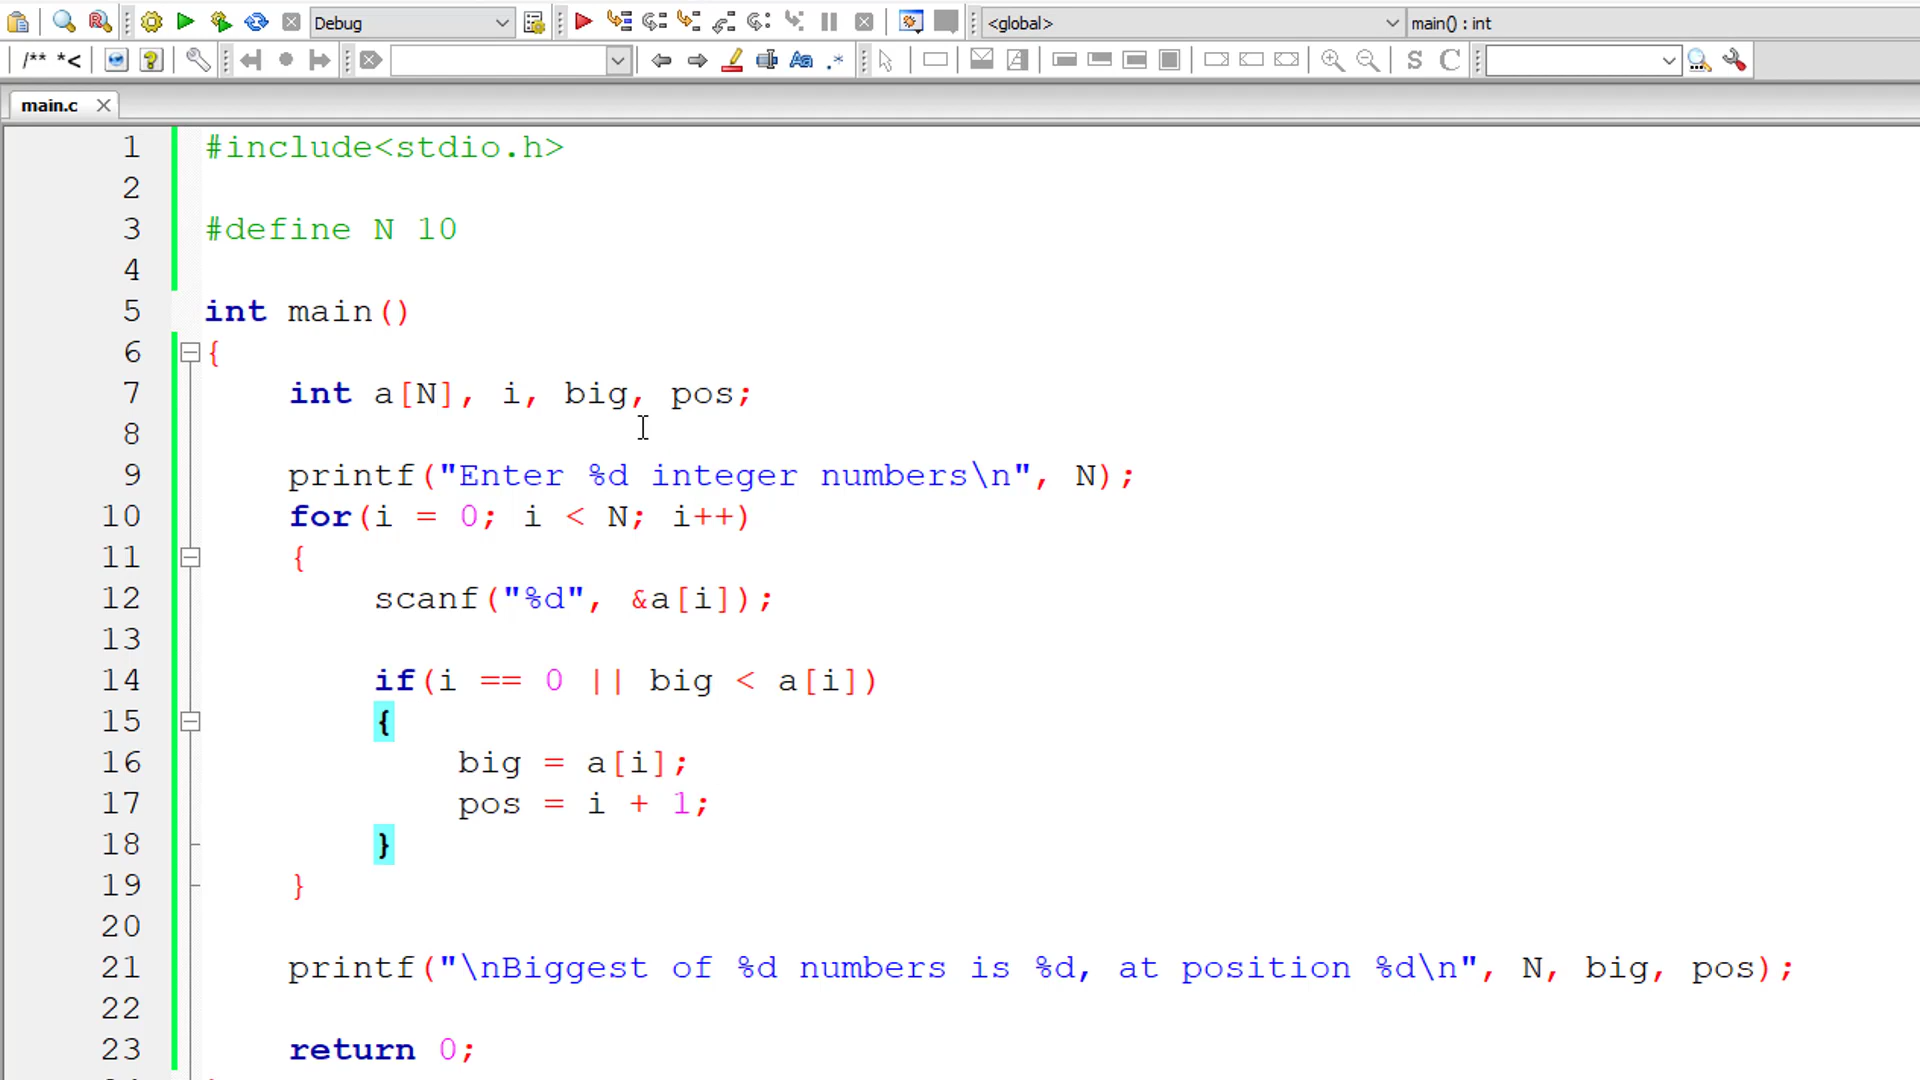 Debug
<global>
main() : int
/** *<
Aa
.*
S
C
main.c
1 #include<stdio.h>
2
3 #define N 10
4
5 int main()
6 {
7 int a[N], i, big, pos;
8
9 printf("Enter %d integer numbers\n", N);
10 for(i = 0; i < N; i++)
11 {
12 scanf("%d", &a[i]);
13
14 if(i == 0 || big < a[i])
15 {
16 big = a[i];
17 pos = i + 1;
18 }
19 }
20
21 printf("\nBiggest of %d numbers is %d, at position %d\n", N, big, pos);
22
23 return 0;